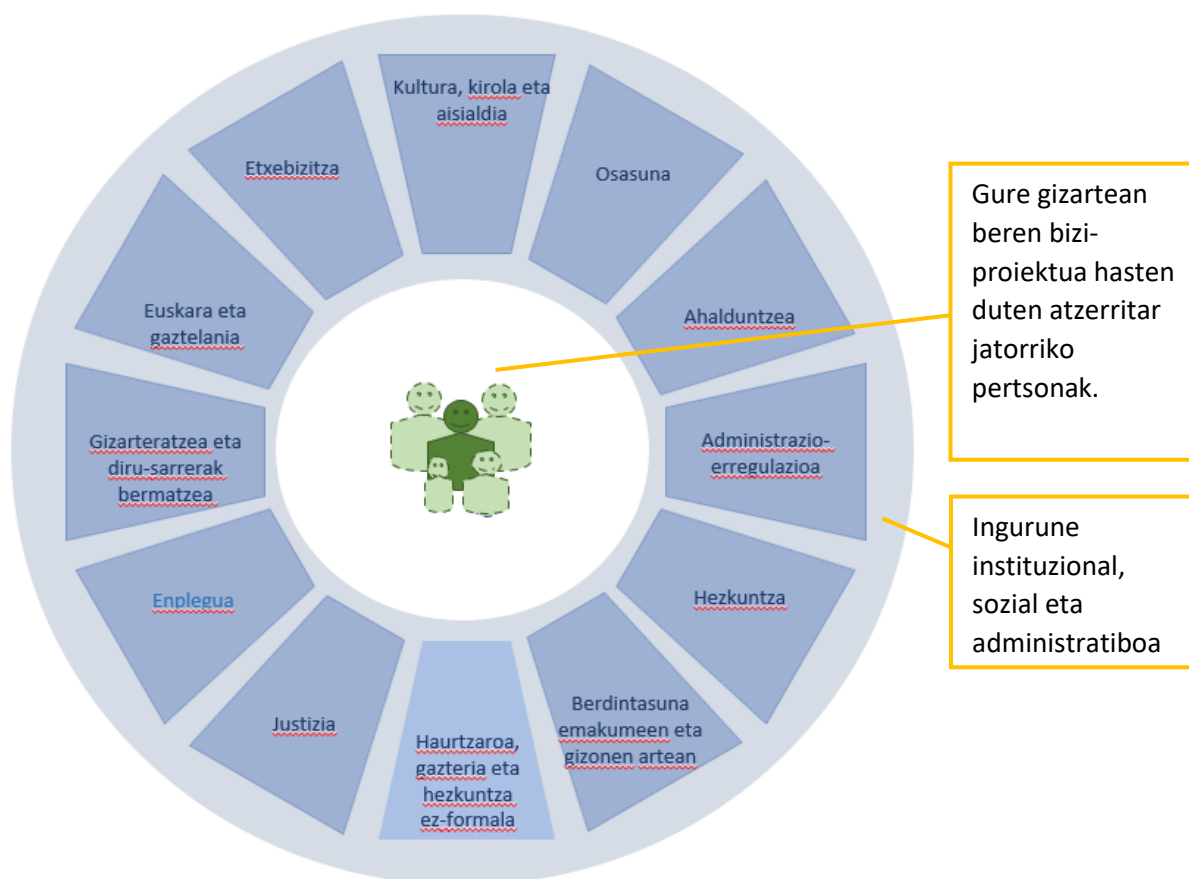 Kultura, kirola eta
aisialdia
Osasuna
Ahalduntzea
Administrazio-
erregulazioa
Hezkuntza
Berdintasuna
emakumeen eta
gizonen artean
Haurtzaroa,
gazteria eta
hezkuntza
ez-formala
Justizia
Enplegua
Gizarteratzea eta
diru-sarrerak
bermatzea
Euskara eta
gaztelania
Etxebizitza
Gure gizartean
beren bizi-
proiektua hasten
duten atzerritar
jatorriko
pertsonak.
Ingurune
instituzional,
sozial eta
administratiboa